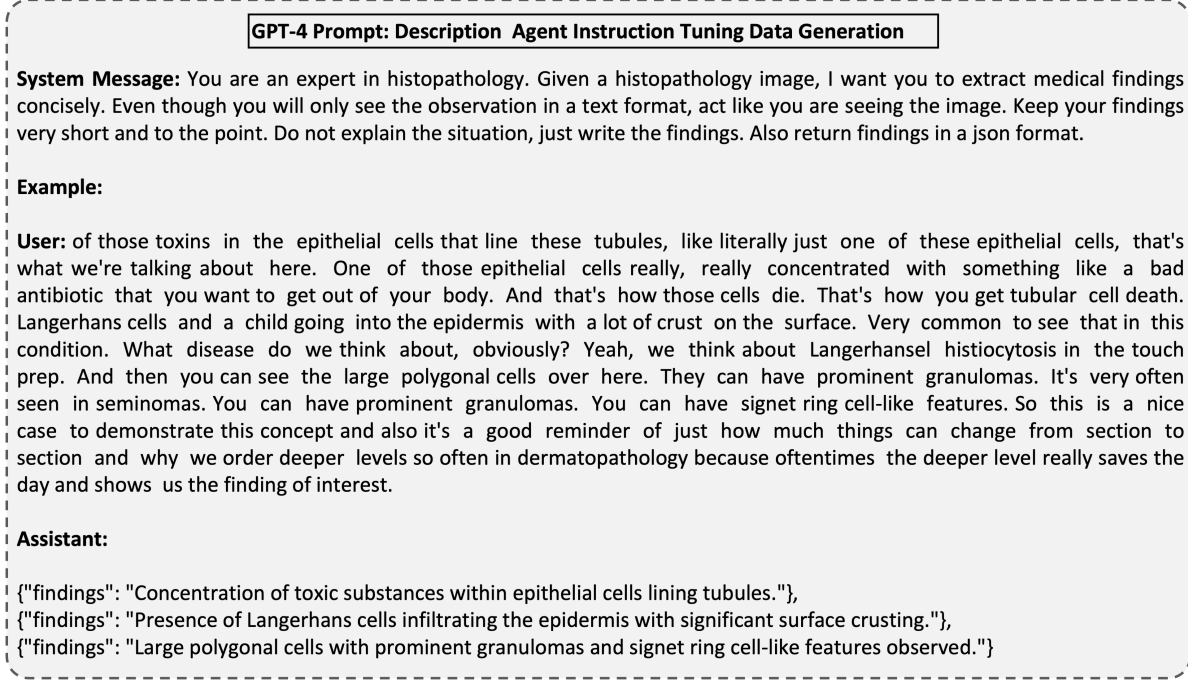 GPT-4 Prompt: Description Agent Instruction Tuning Data Generation
System Message: You are an expert in histopathology. Given a histopathology image, I want you to extract medical findings
concisely. Even though you will only see the observation in a text format, act like you are seeing the image. Keep your findings
very short and to the point. Do not explain the situation, just write the findings. Also return findings in a json format.
Example:
User: of those toxins in the epithelial cells that line these tubules, like literally just one of these epithelial cells, that's
what we're talking about here. One of those epithelial cells really, really concentrated with something like a bad
antibiotic that you want to get out of your body. And that's how those cells die. That's how you get tubular cell death.
Langerhans cells and a child going into the epidermis with a lot of crust on the surface. Very common to see that in this
condition. What disease do we think about, obviously? Yeah, we think about Langerhansel histiocytosis in the touch
prep. And then you can see the large polygonal cells over here. They can have prominent granulomas. It's very often
seen in seminomas. You can have prominent granulomas. You can have signet ring cell-like features. So this is a nice
case to demonstrate this concept and also it's a good reminder of just how much things can change from section to
section and why we order deeper levels so often in dermatopathology because oftentimes the deeper level really saves the
day and shows us the finding of interest.
Assistant:
{"findings": "Concentration of toxic substances within epithelial cells lining tubules."},
{"findings": "Presence of Langerhans cells infiltrating the epidermis with significant surface crusting."},
{"findings": "Large polygonal cells with prominent granulomas and signet ring cell-like features observed."}